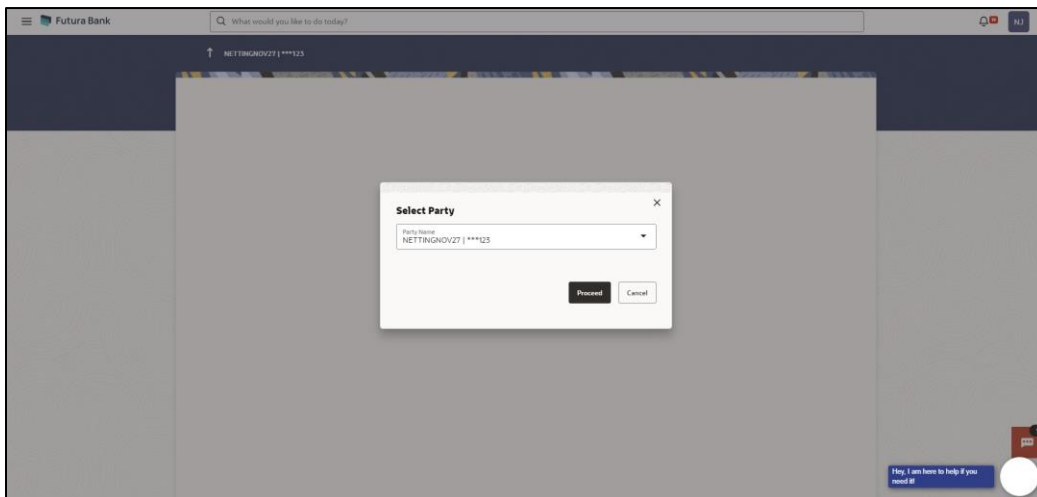 Futura Bank
What would you like to do today?
NJ
NETTINGNOV27 | ***123
Select Party
Party Name
NETTINGNOV27 | ***123
Proceed
Cancel
Hey, I am here to help if you
need it!